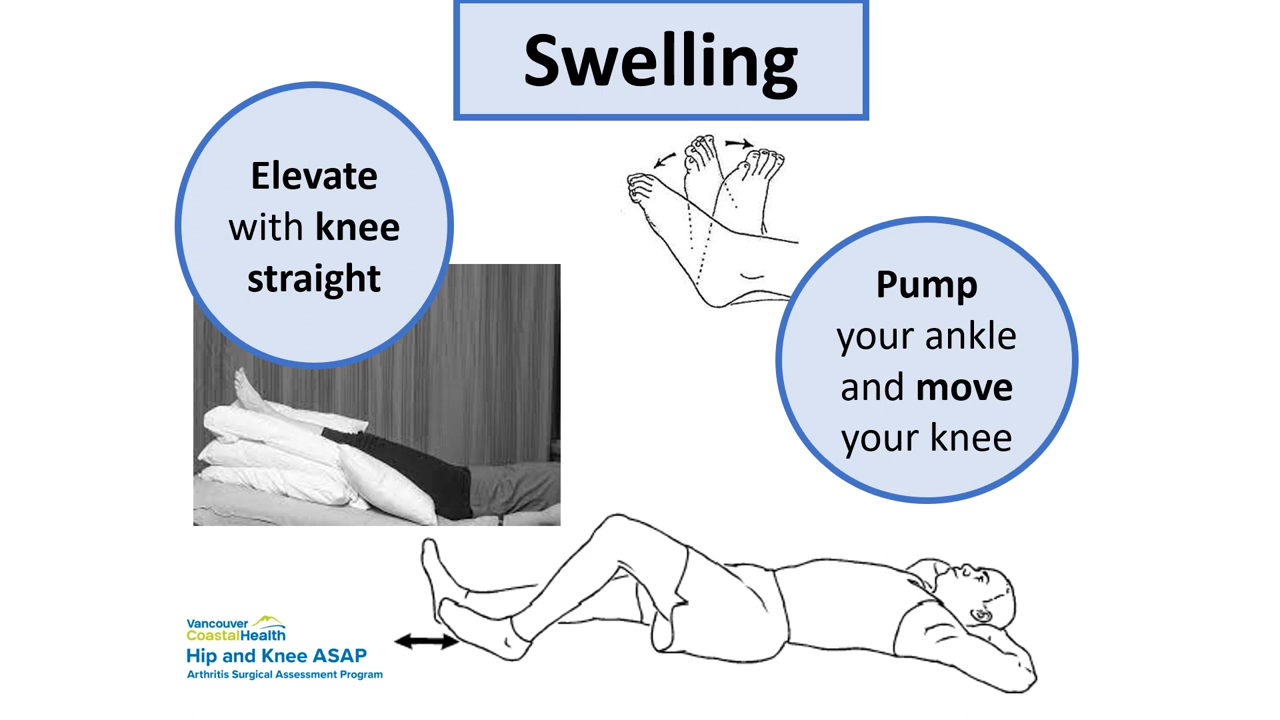 Swelling
Elevate
with knee
straight
Pump
your ankle
and move
your knee
Vancouver
CoastalHealth
Hip and Knee ASAP
Arthritis Surgical Assessment Program